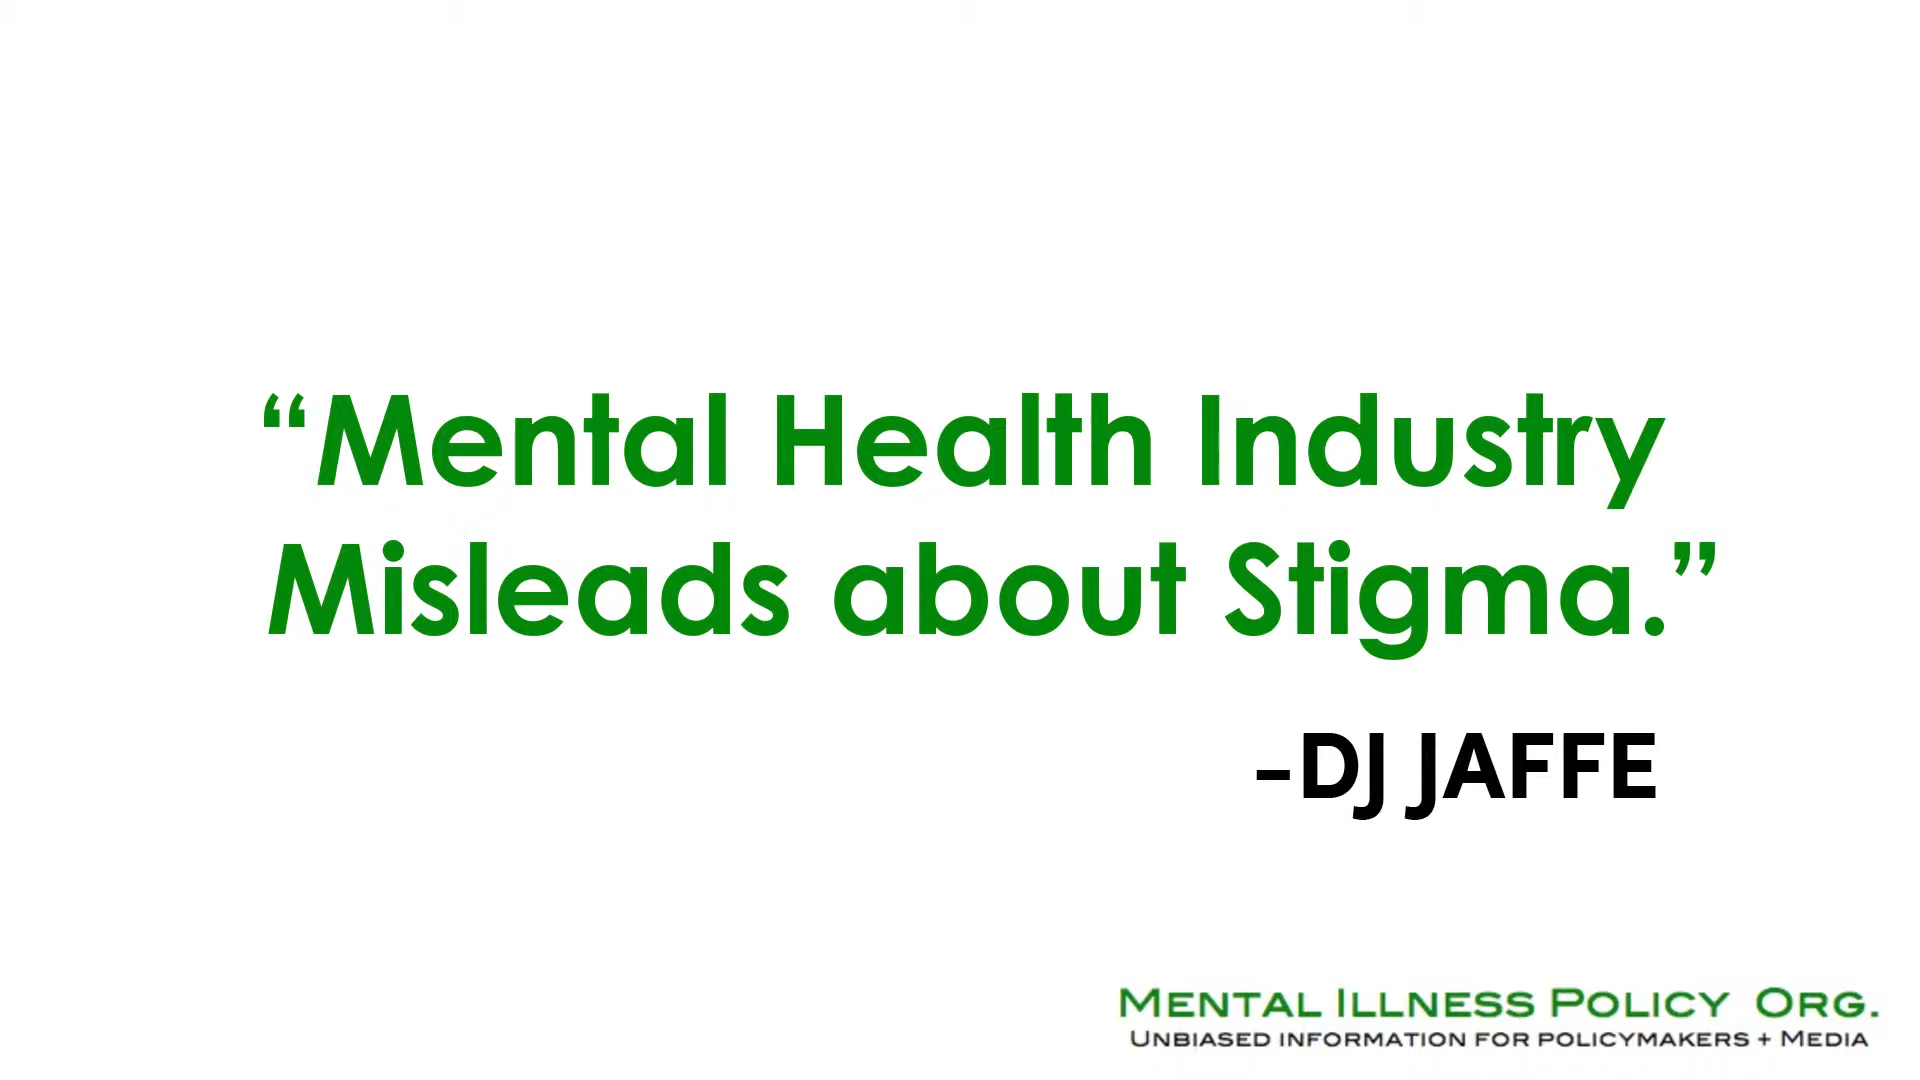 “Mental Health Industry
Misleads about Stigma.”
–DJ JAFFE
MENTAL ILLNESS POLICY ORG.
UNBIASED INFORMATION FOR POLICYMAKERS + MEDIA